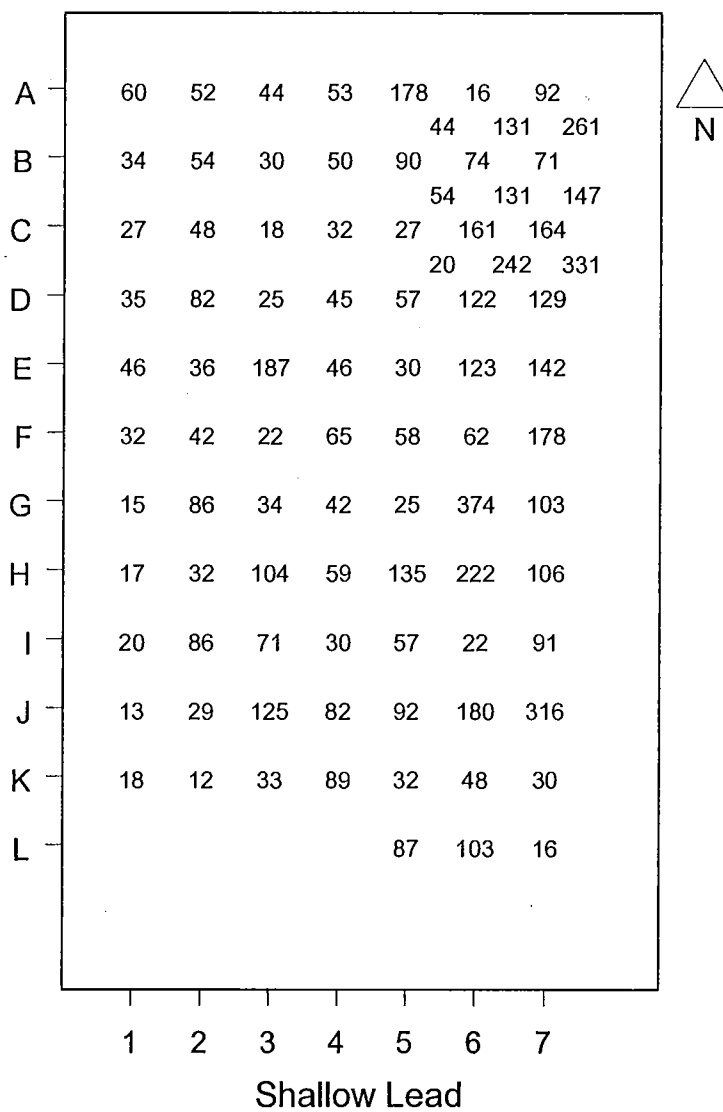 A 60 52 44 53 178 16 92
N
44 131 261
B 34 54 30 50 90 74 71
54 131 147
C 27 48 18 32 27 161 164
20 242 331
D 35 82 25 45 57 122 129
E 46 36 187 46 30 123 142
F 32 42 22 65 58 62 178
G 15 86 34 42 25 374 103
H 17 32 104 59 135 222 106
I 20 86 71 30 57 22 91
J 13 29 125 82 92 180 316
K 18 12 33 89 32 48 30
L 87 103 16
1 2 3 4 5 6 7
Shallow Lead